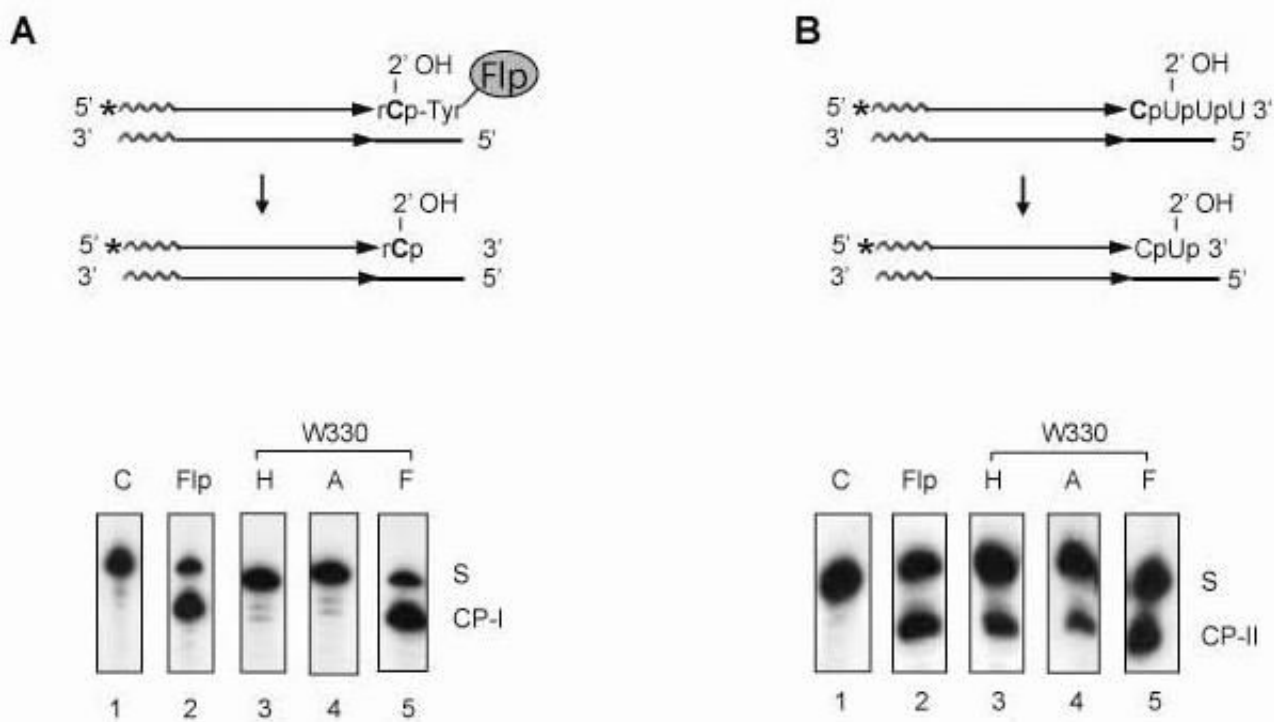 A
2' OH
Flp
5' * rCp-Tyr
3' 5'
2' OH
5' * rCp 3'
3' 5'
W330
C Flp H A F
S
CP-I
1 2 3 4 5
B
2' OH
5' * CpUpUpU 3'
3' 5'
2' OH
5' * CpUp 3'
3' 5'
W330
C Flp H A F
S
CP-II
1 2 3 4 5